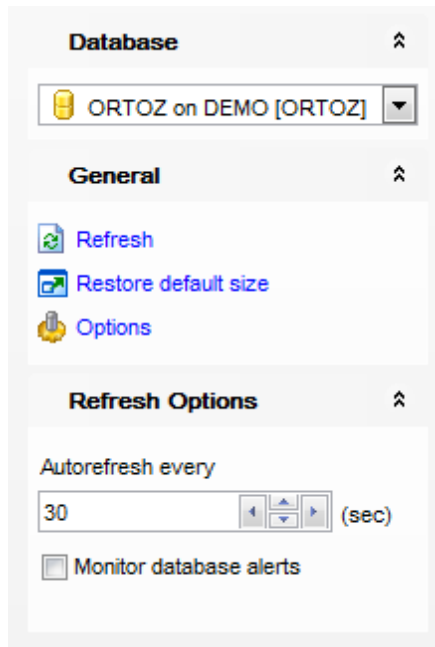 Database
ORTOZ on DEMO [ORTOZ]
General
Refresh
Restore default size
Options
Refresh Options
Autorefresh every
30 (sec)
Monitor database alerts